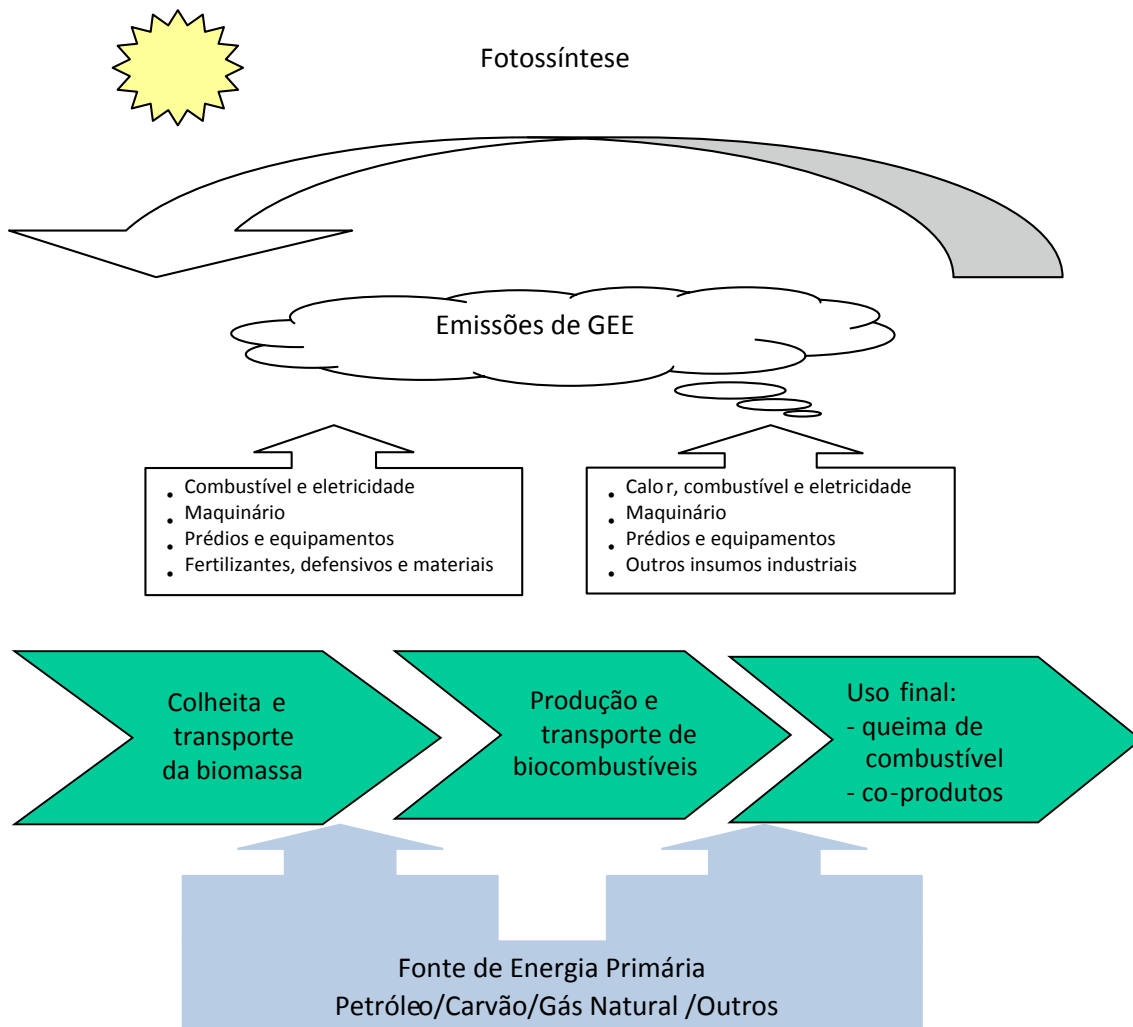 Fotossíntese
Emissões de GEE
• Combustível e eletricidade
• Maquinário
• Prédios e equipamentos
• Fertilizantes, defensivos e materiais
• Calor, combustível e eletricidade
• Maquinário
• Prédios e equipamentos
• Outros insumos industriais
Colheita e
transporte
da biomassa
Produção e
transporte de
biocombustíveis
Uso final:
- queima de
combustível
- co-produtos
Fonte de Energia Primária
Petróleo/Carvão/Gás Natural /Outros